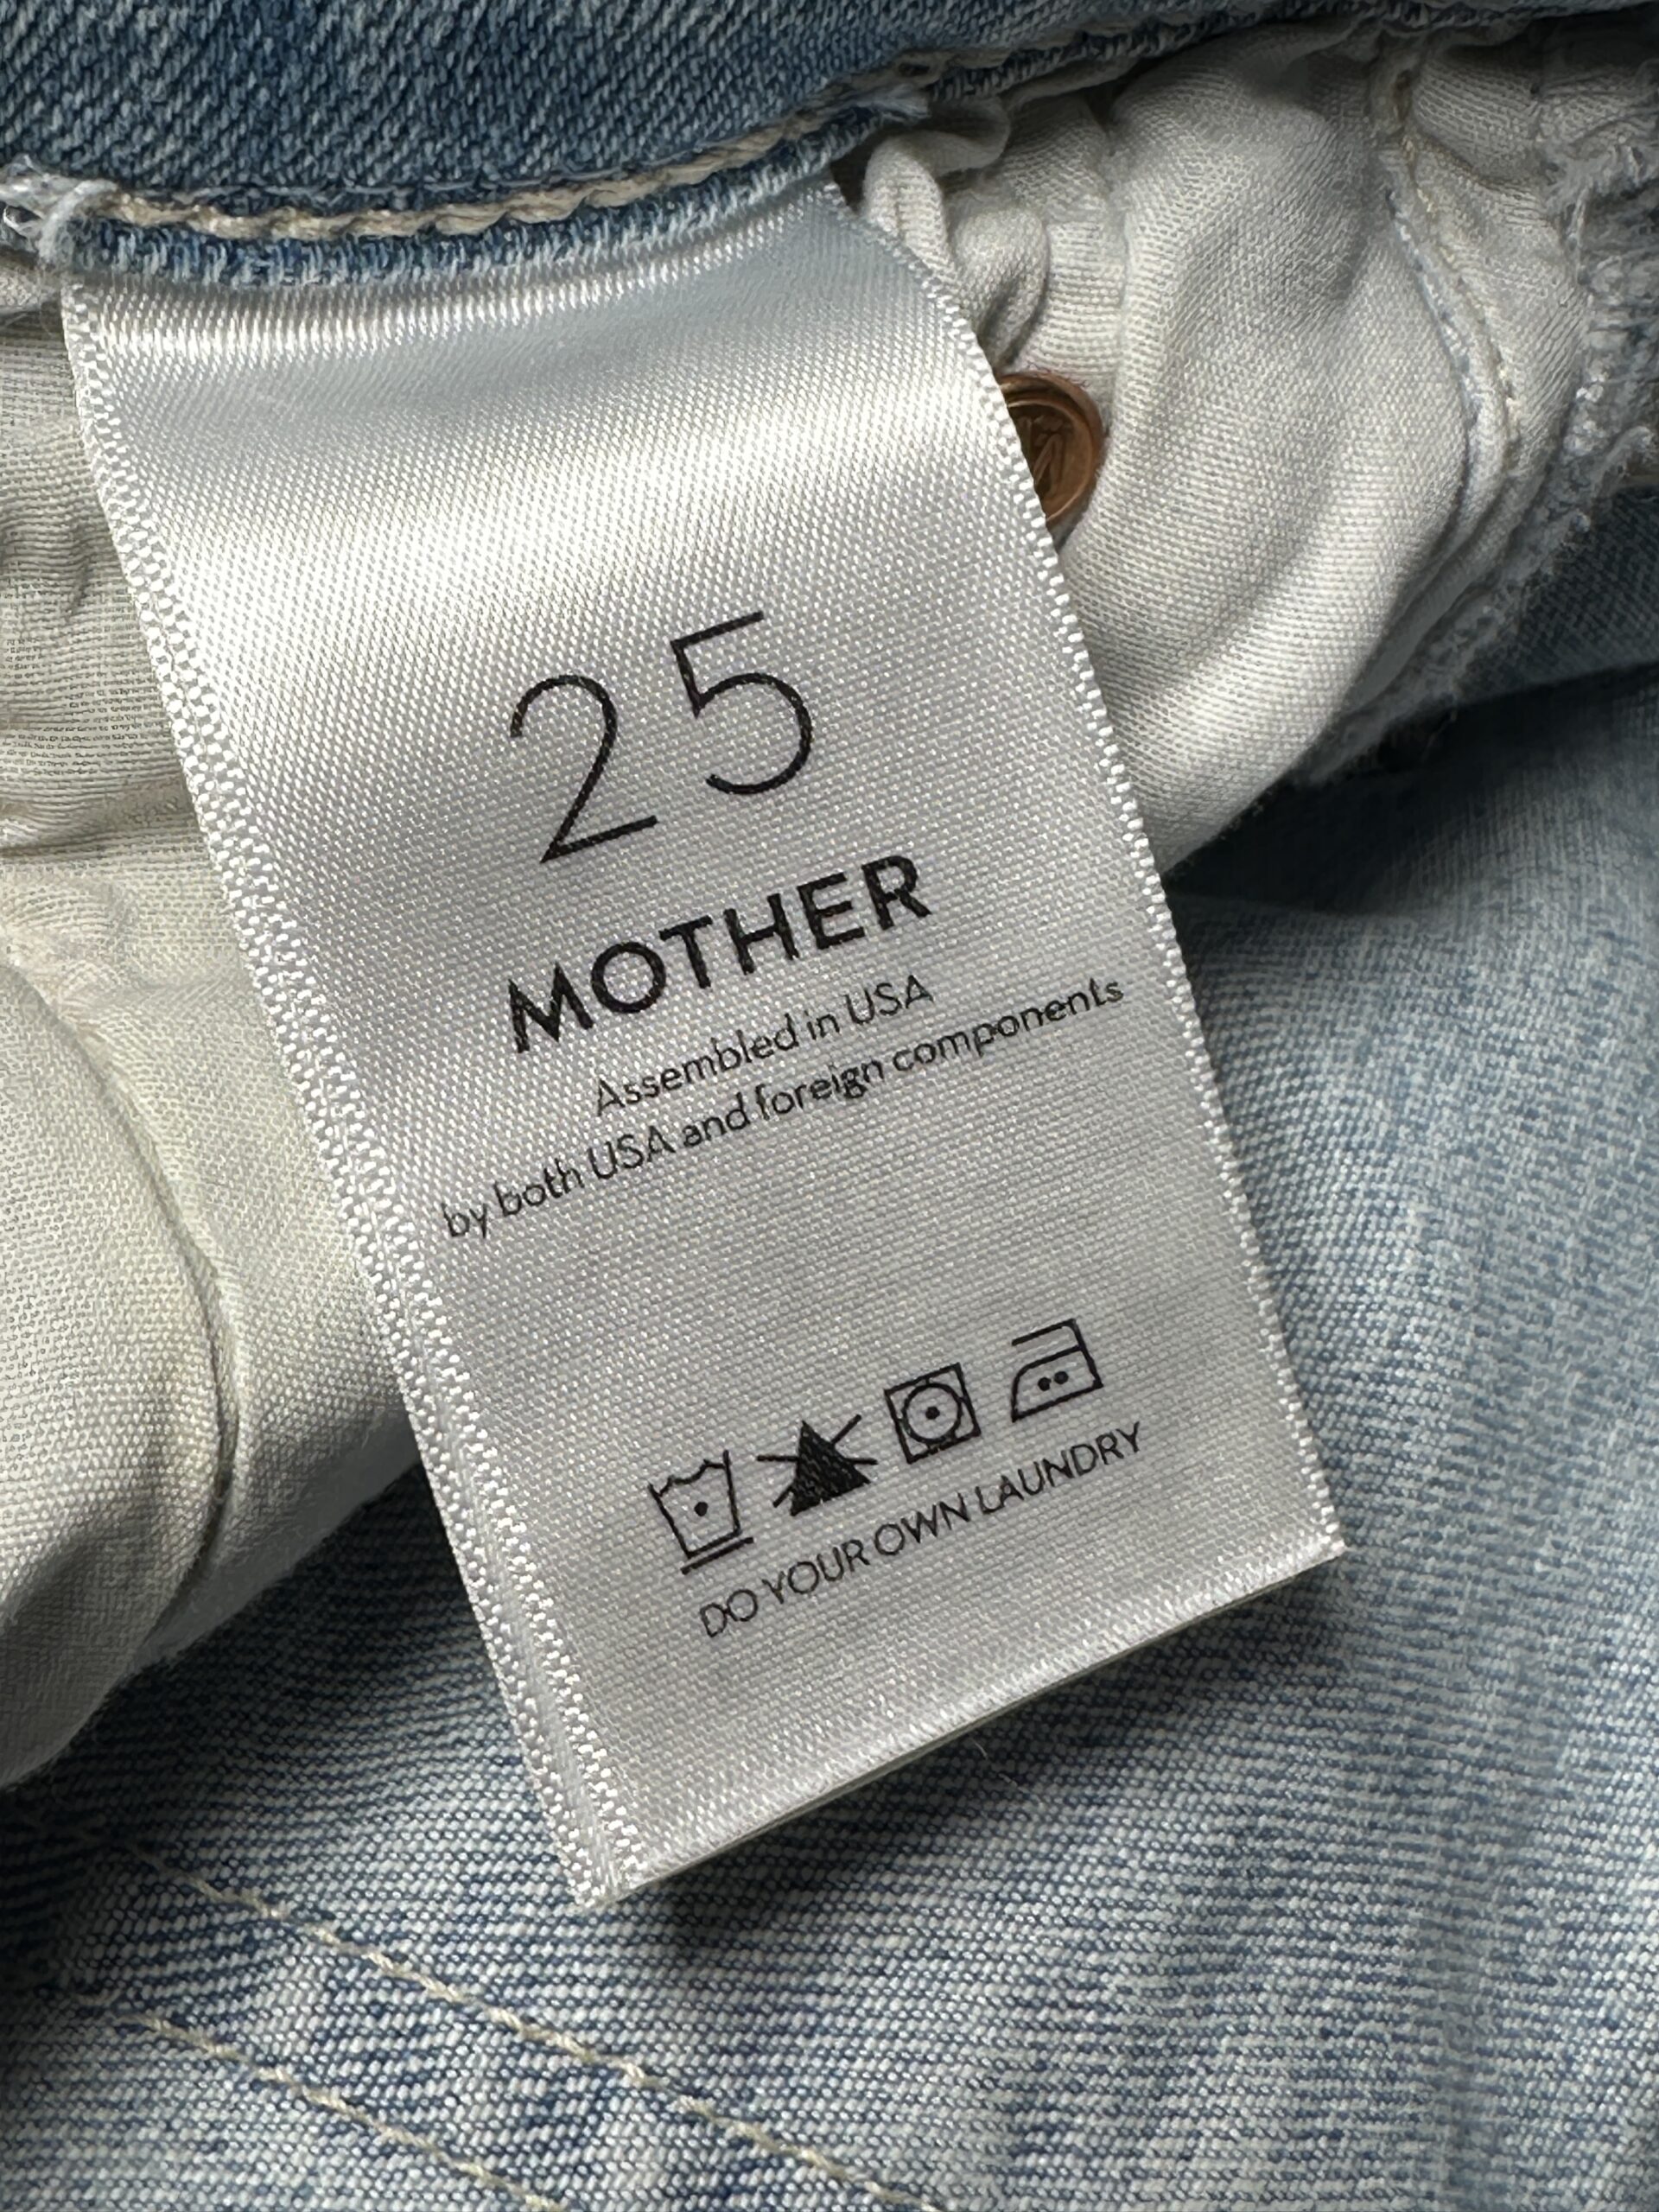 25
MOTHER
Assembled in USA
by both USA and foreign components
DO YOUR OWN LAUNDRY